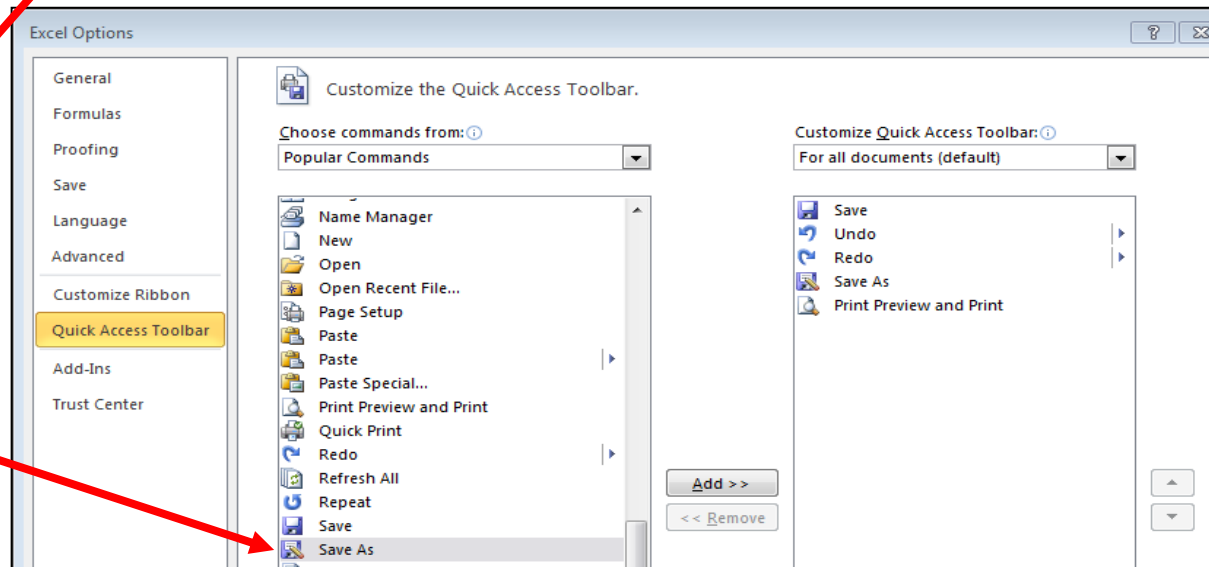 Excel Options
General
Formulas
Proofing
Save
Language
Advanced
Customize Ribbon
Quick Access Toolbar
Add-Ins
Trust Center
Customize the Quick Access Toolbar.
Choose commands from:
Popular Commands
Name Manager
New
Open
Open Recent File...
Page Setup
Paste
Paste
Paste Special...
Print Preview and Print
Quick Print
Redo
Refresh All
Repeat
Save
Save As
Add >>
<< Remove
Customize Quick Access Toolbar:
For all documents (default)
Save
Undo
Redo
Save As
Print Preview and Print